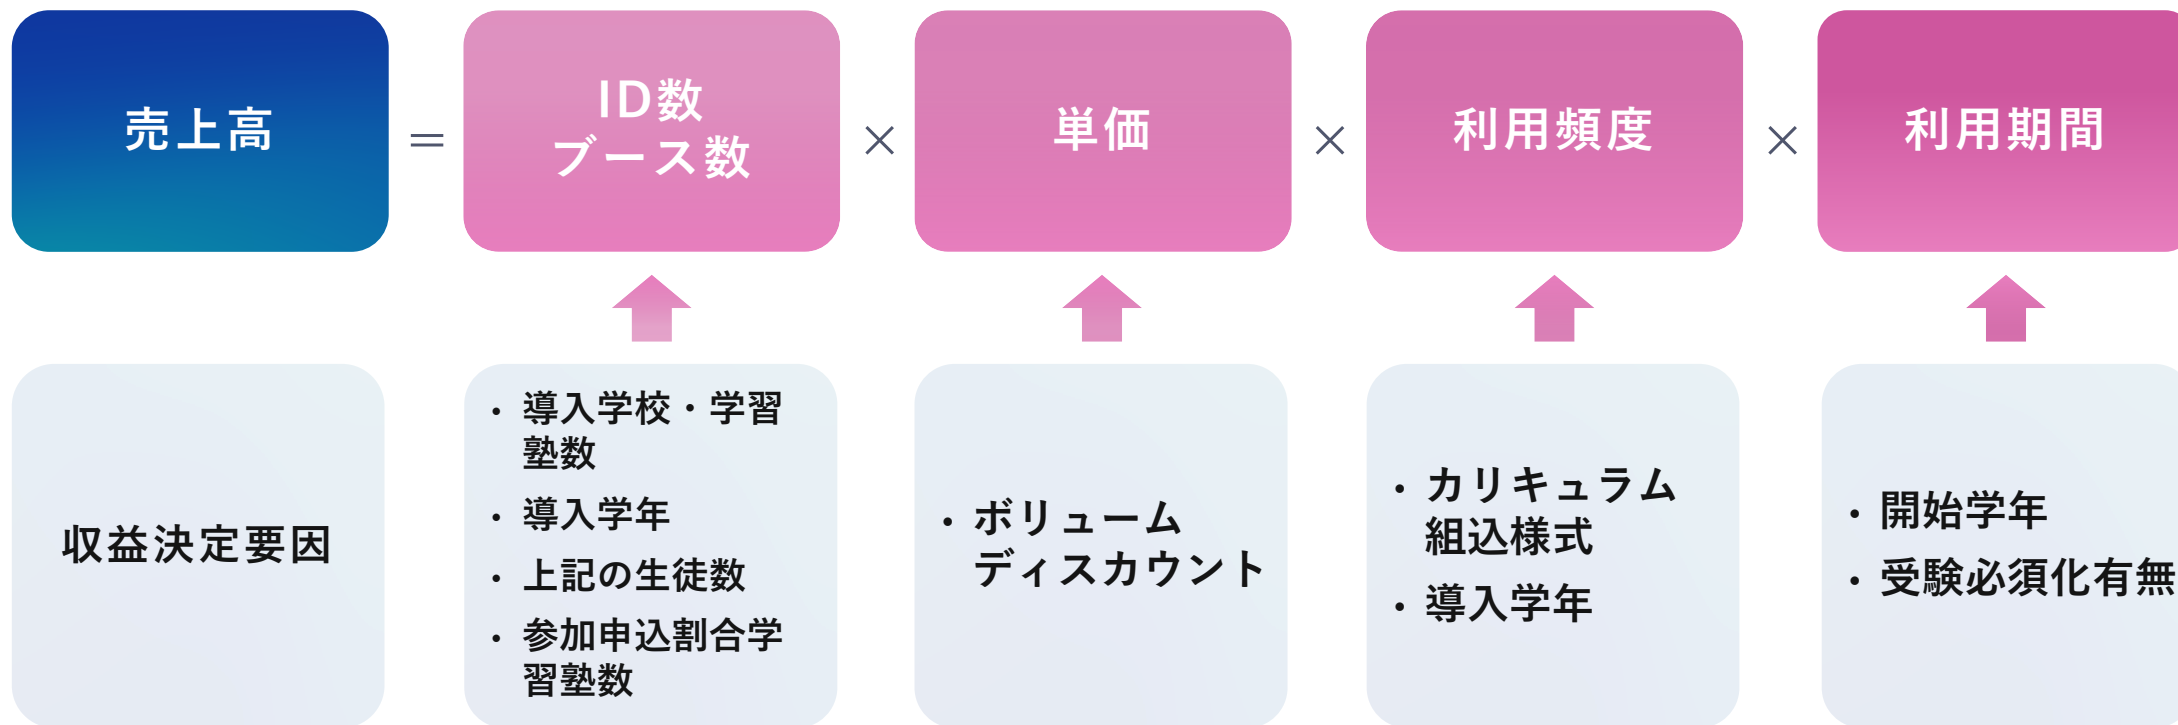 売上高
=
ID数
ブース数
×
単価
×
利用頻度
×
利用期間
収益決定要因
・導入学校・学習
塾数
・導入学年
・上記の生徒数
・参加申込割合学
習塾数
・ボリューム
ディスカウント
・カリキュラム
組込様式
・導入学年
・開始学年
・受験必須化有無